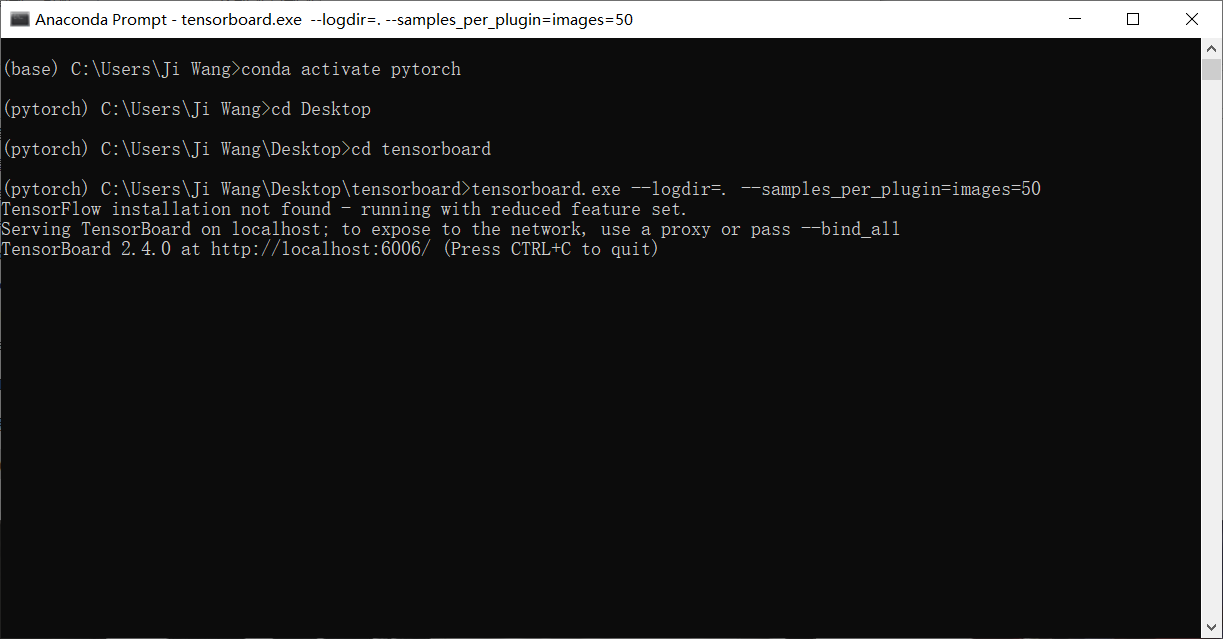 Anaconda Prompt - tensorboard.exe  --logdir=. --samples_per_plugin=images=50
(base) C:\Users\Ji Wang>conda activate pytorch
(pytorch) C:\Users\Ji Wang>cd Desktop
(pytorch) C:\Users\Ji Wang\Desktop>cd tensorboard
(pytorch) C:\Users\Ji Wang\Desktop\tensorboard>tensorboard.exe --logdir=. --samples_per_plugin=images=50
TensorFlow installation not found - running with reduced feature set.
Serving TensorBoard on localhost; to expose to the network, use a proxy or pass --bind_all
TensorBoard 2.4.0 at http://localhost:6006/ (Press CTRL+C to quit)